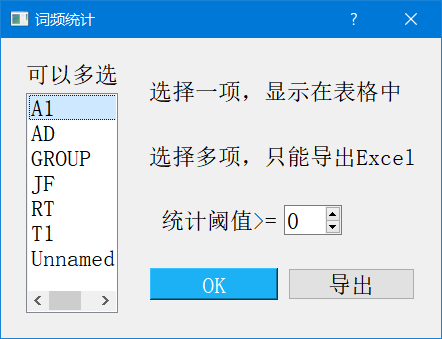 词频统计
可以多选
A1
AD
GROUP
JF
RT
T1
Unnamed
选择一项，显示在表格中
选择多项，只能导出Excel
统计阈值>= 0
OK 导出